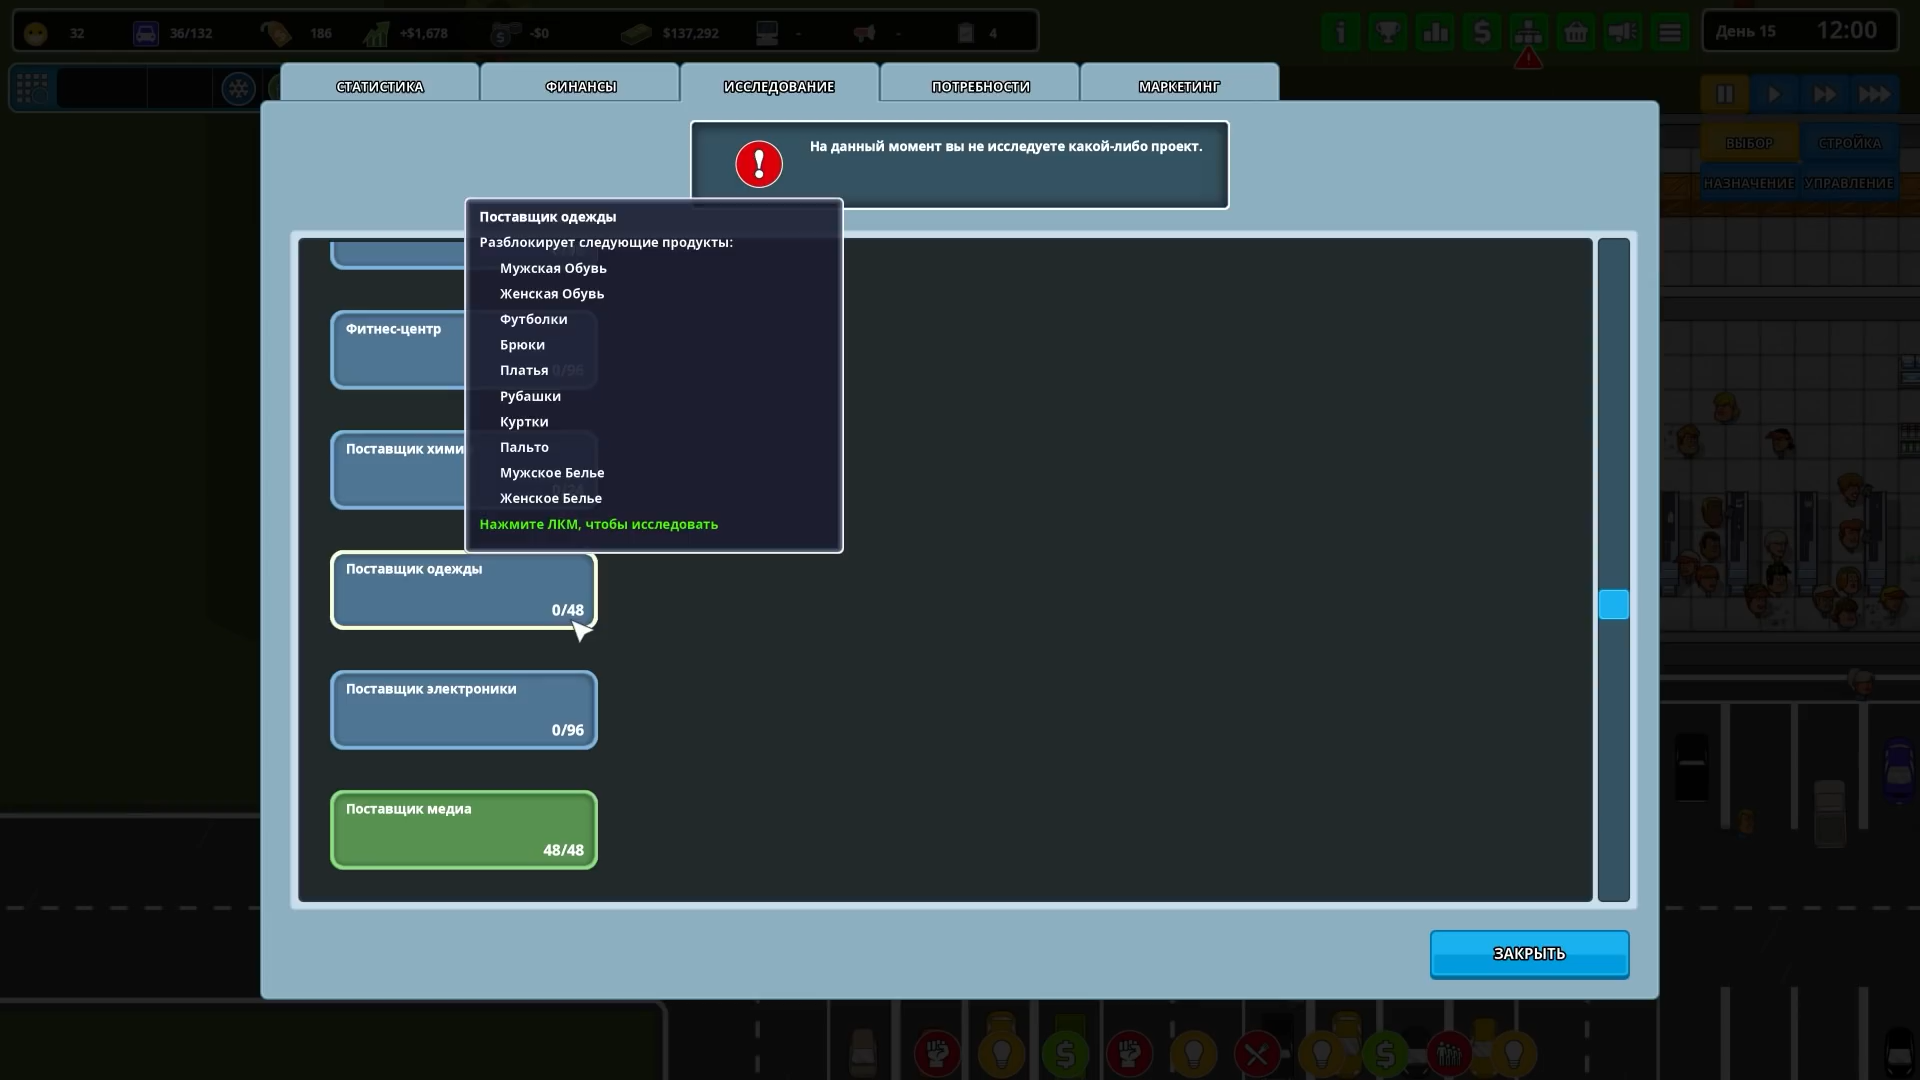 32
36/132
186
+$1,678
-$0
$137,292
-
-
4
День 15
12:00
СТАТИСТИКА
ФИНАНСЫ
ИССЛЕДОВАНИЕ
ПОТРЕБНОСТИ
МАРКЕТИНГ
ВЫБОР
СТРОЙКА
НАЗНАЧЕНИЕ
УПРАВЛЕНИЕ
На данный момент вы не исследуете какой-либо проект.
Поставщик одежды
Разблокирует следующие продукты:
Мужская Обувь
Женская Обувь
Футболки
Брюки
Платья
Рубашки
Куртки
Пальто
Мужское Белье
Женское Белье
Нажмите ЛКМ, чтобы исследовать
Фитнес-центр
0/96
Поставщик хими
Поставщик одежды
0/48
Поставщик электроники
0/96
Поставщик медиа
48/48
ЗАКРЫТЬ